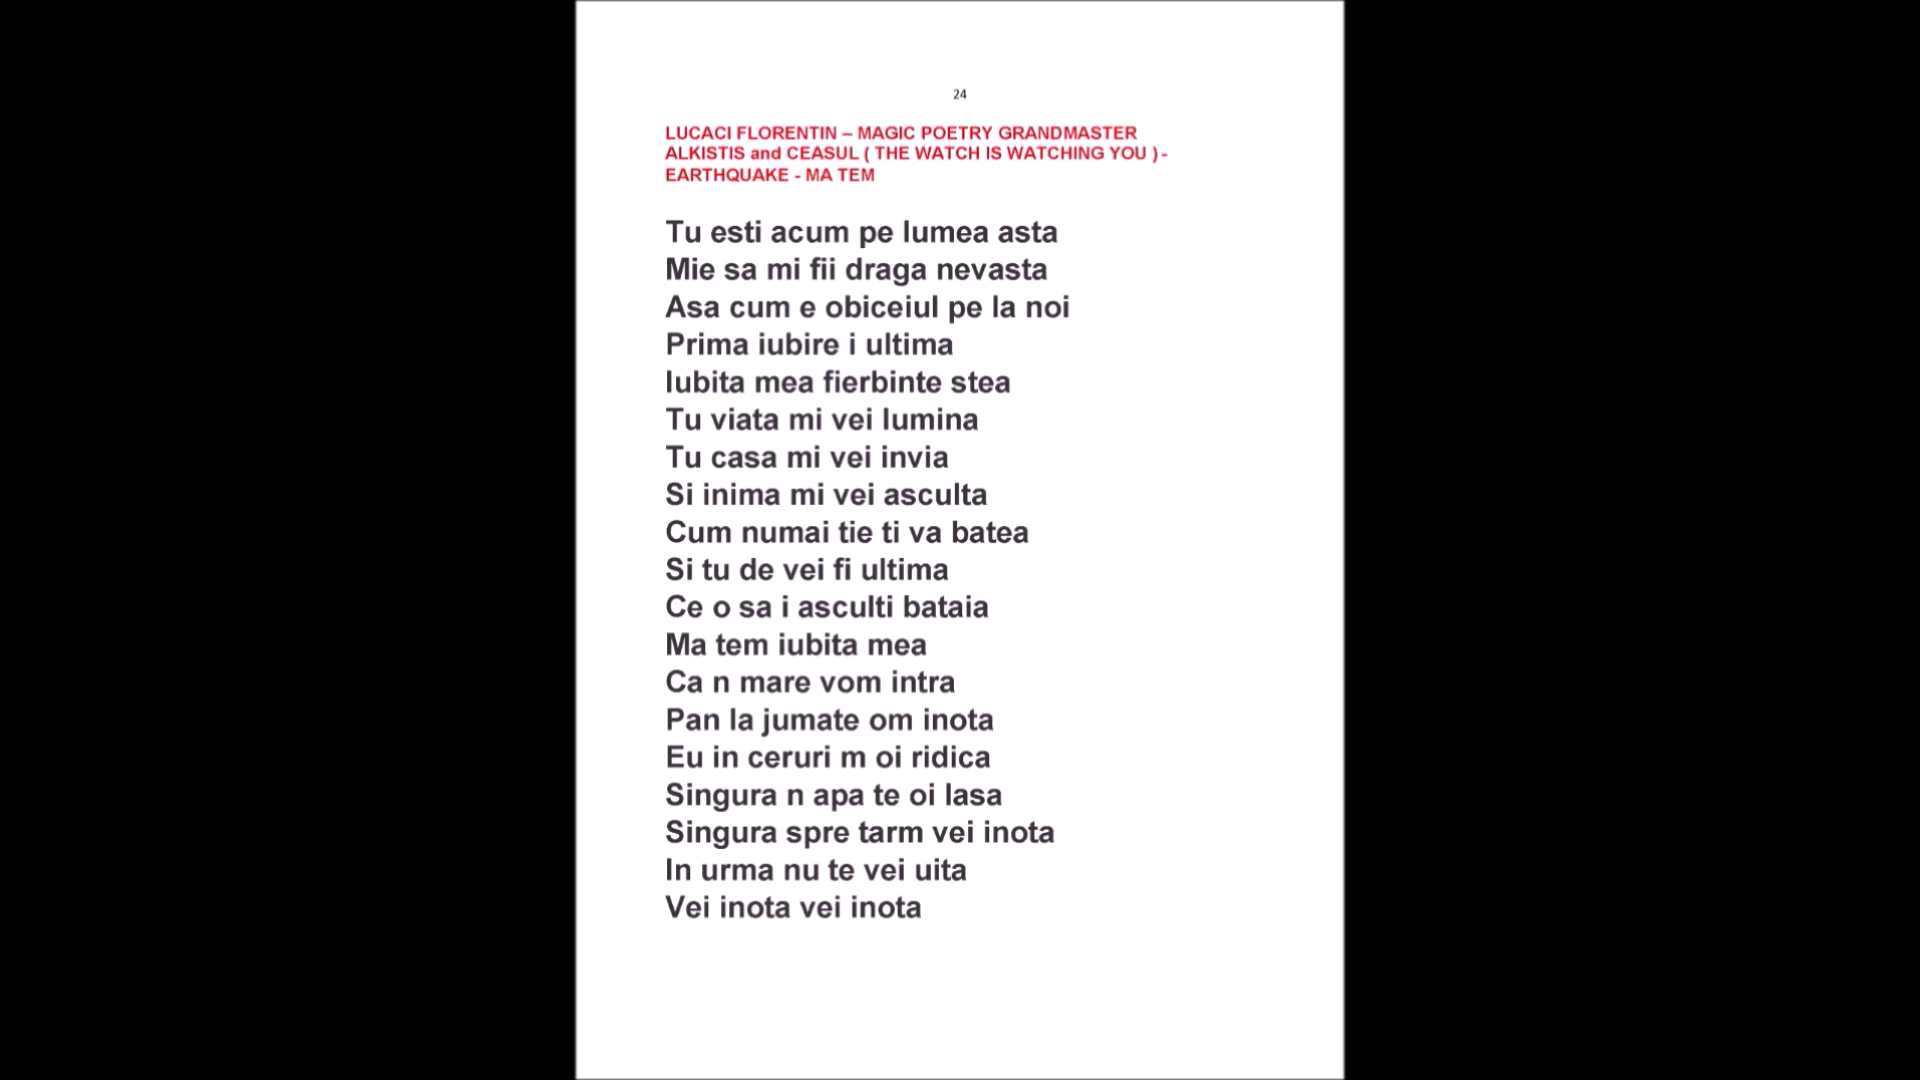 24
LUCACI FLORENTIN – MAGIC POETRY GRANDMASTER
ALKISTIS and CEASUL ( THE WATCH IS WATCHING YOU ) -
EARTHQUAKE - MA TEM
Tu esti acum pe lumea asta
Mie sa mi fii draga nevasta
Asa cum e obiceiul pe la noi
Prima iubire i ultima
Iubita mea fierbinte stea
Tu viata mi vei lumina
Tu casa mi vei invia
Si inima mi vei asculta
Cum numai tie ti va batea
Si tu de vei fi ultima
Ce o sa i asculti bataia
Ma tem iubita mea
Ca n mare vom intra
Pan la jumate om inota
Eu in ceruri m oi ridica
Singura n apa te oi lasa
Singura spre tarm vei inota
In urma nu te vei uita
Vei inota vei inota